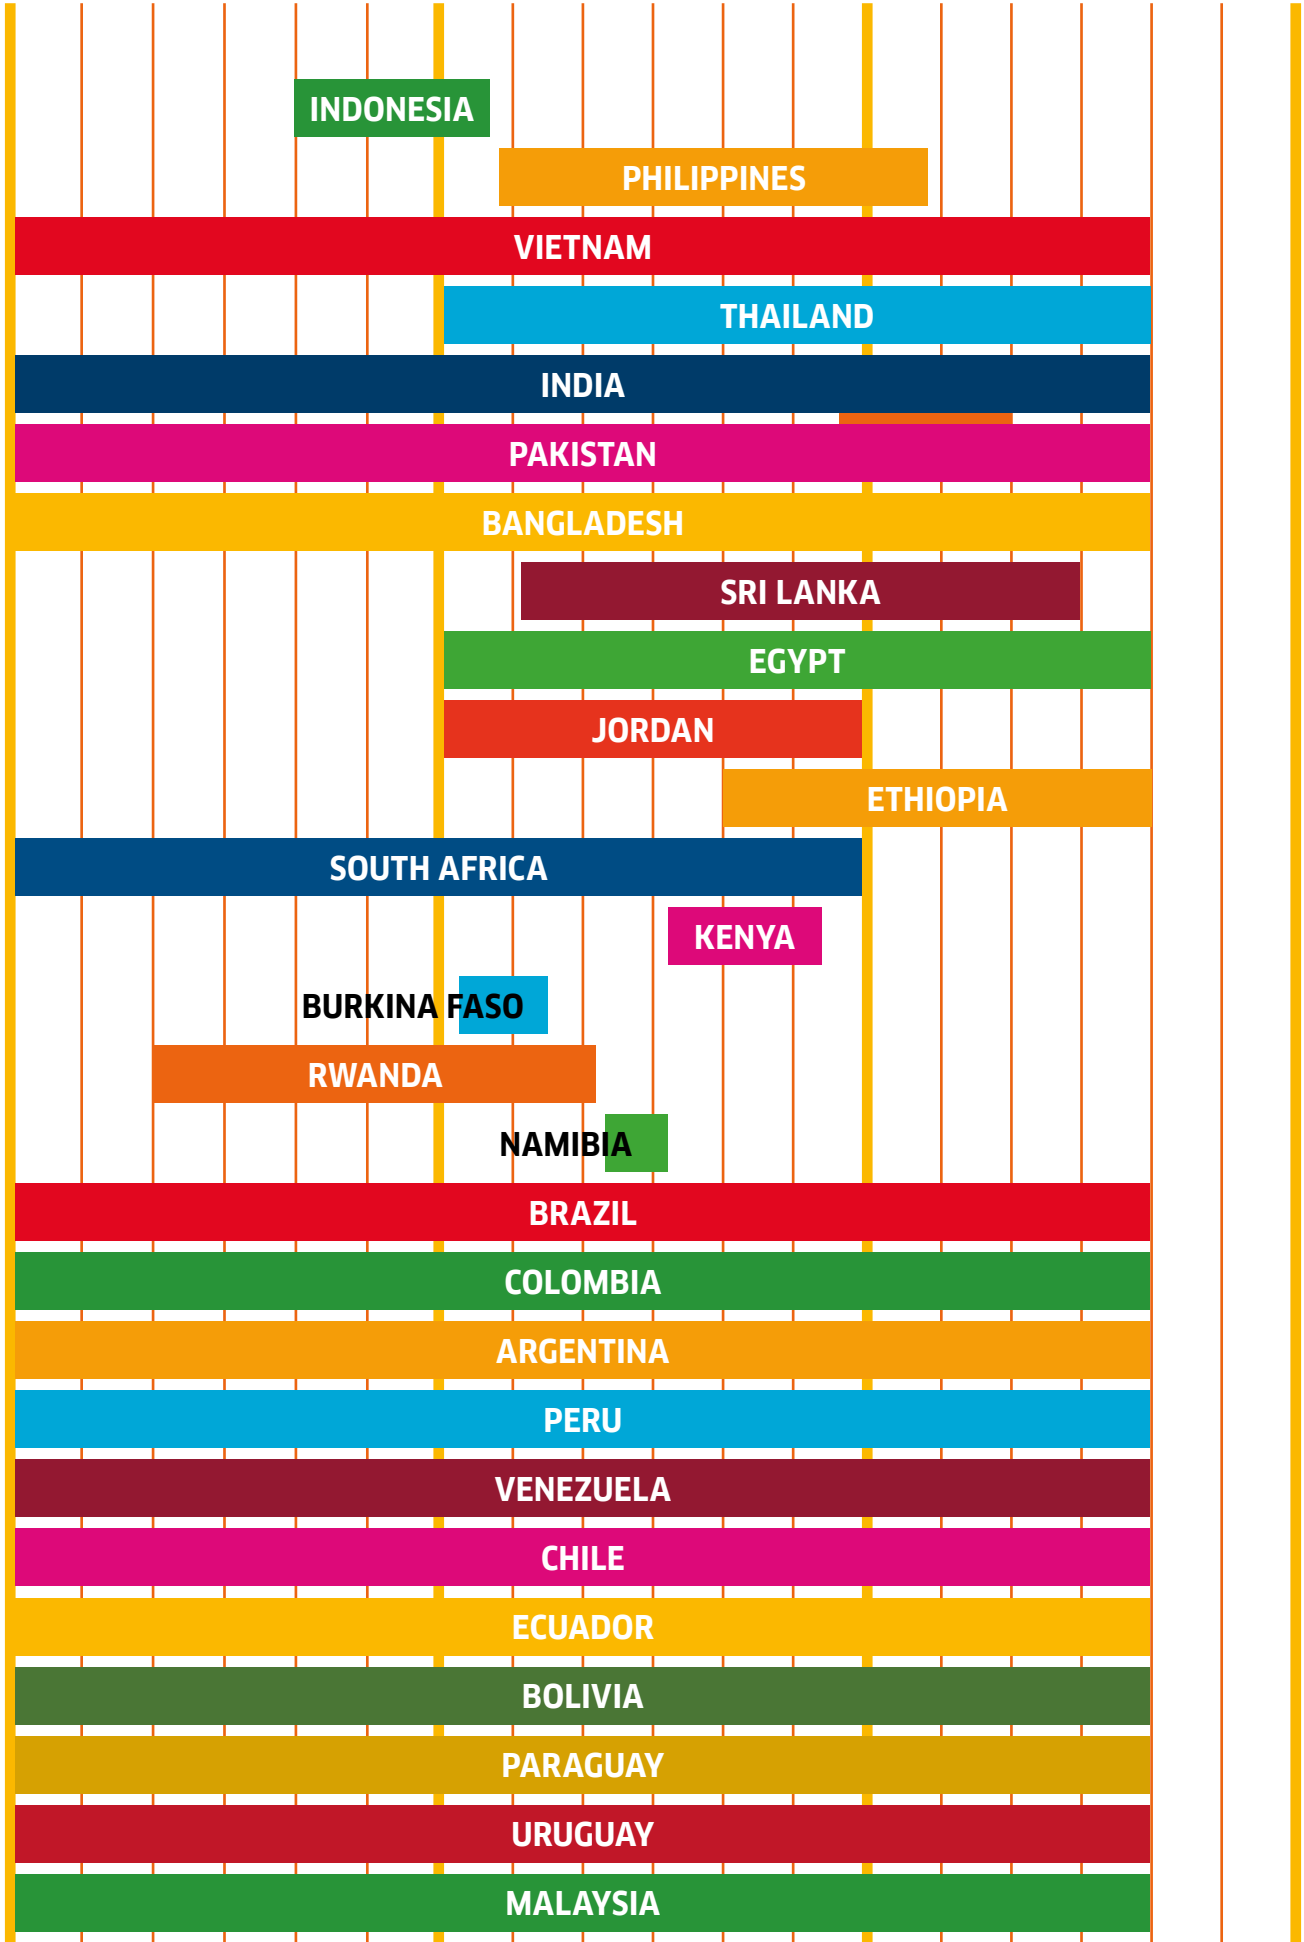 INDONESIA
PHILIPPINES
VIETNAM
THAILAND
INDIA
PAKISTAN
BANGLADESH
SRI LANKA
EGYPT
JORDAN
ETHIOPIA
SOUTH AFRICA
KENYA
BURKINA FASO
RWANDA
NAMIBIA
BRAZIL
COLOMBIA
ARGENTINA
PERU
VENEZUELA
CHILE
ECUADOR
BOLIVIA
PARAGUAY
URUGUAY
MALAYSIA